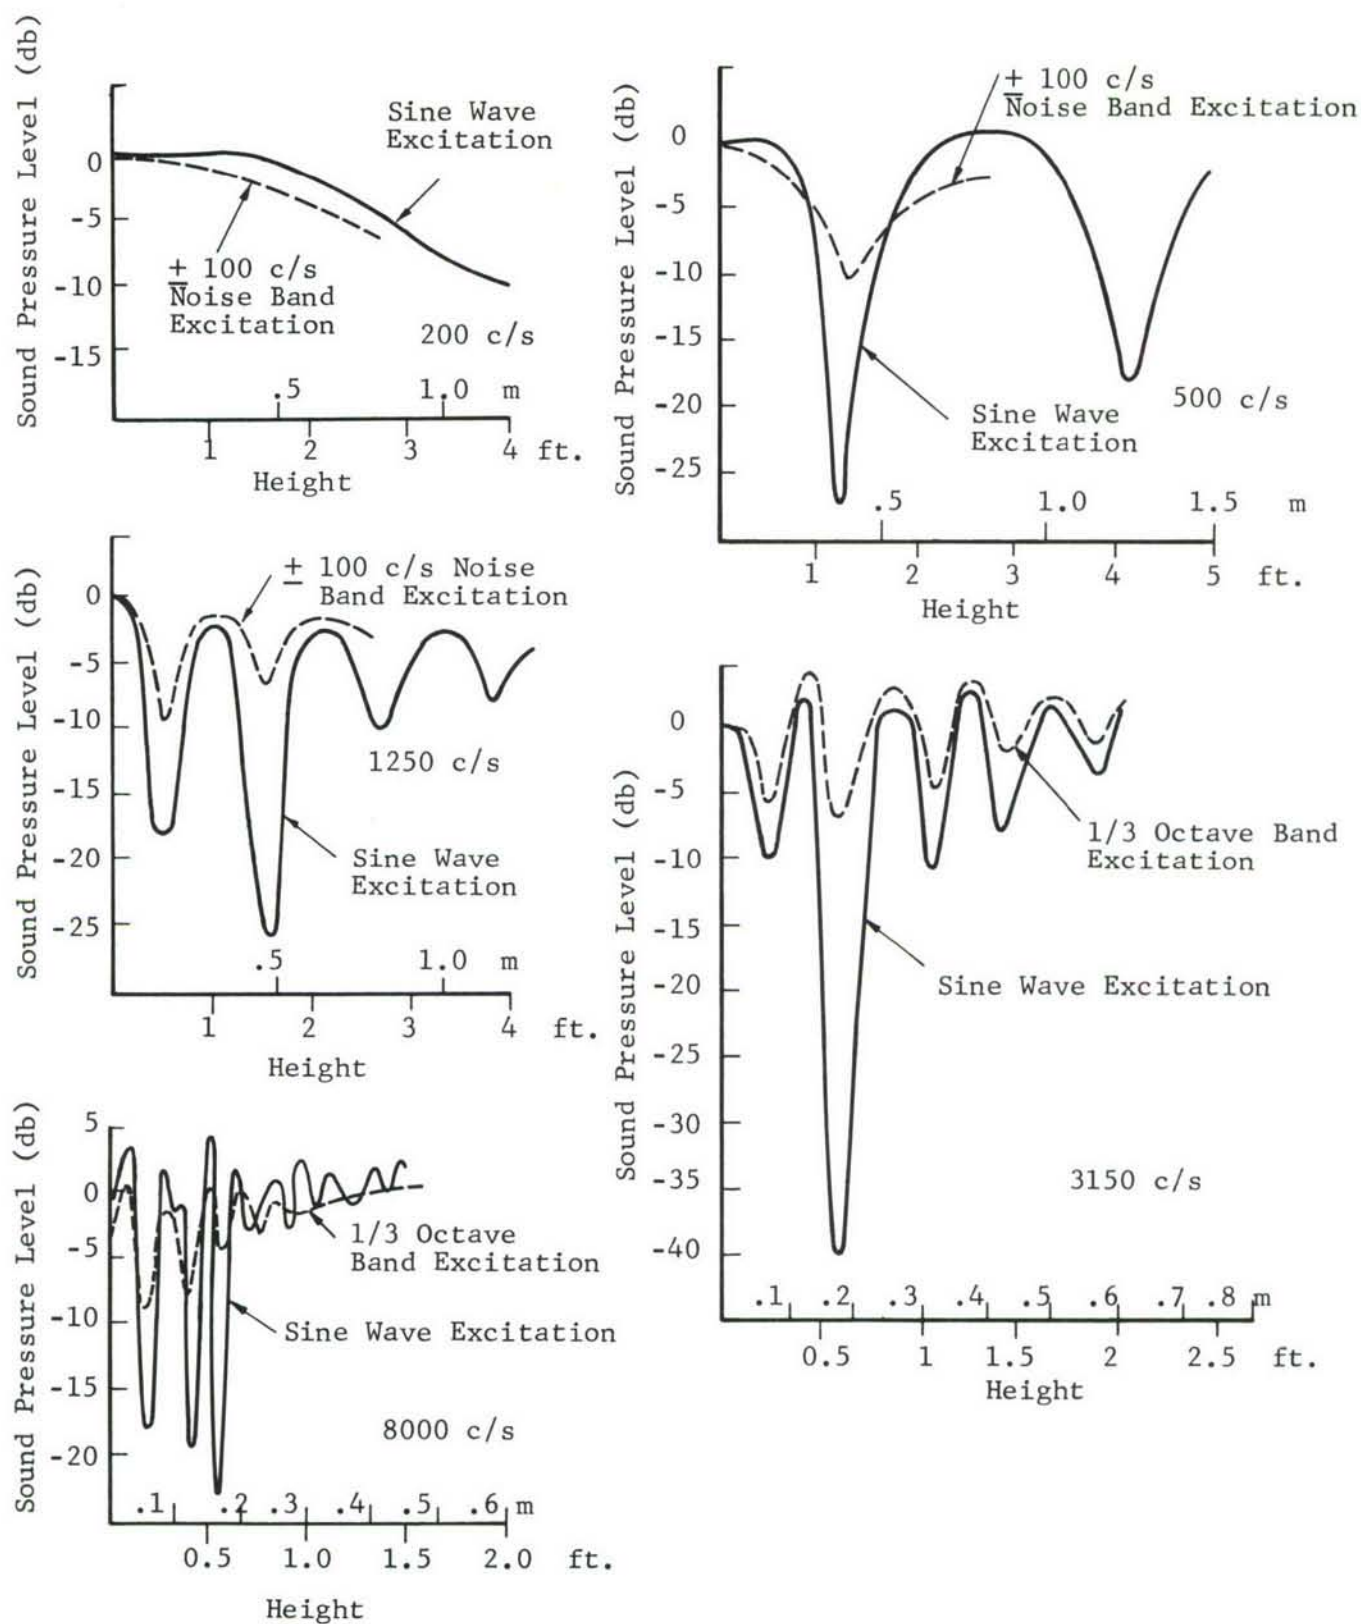 Sound Pressure Level (db)
0
-5
-10
-15
Sine Wave
Excitation
± 100 c/s
Noise Band
Excitation
200 c/s
.5 1.0 m
1 2 3 4 ft.
Height
Sound Pressure Level (db)
0
-5
-10
-15
-20
-25
± 100 c/s
Noise Band Excitation
Sine Wave
Excitation
500 c/s
.5 1.0 1.5 m
1 2 3 4 5 ft.
Height
Sound Pressure Level (db)
0
-5
-10
-15
-20
-25
± 100 c/s Noise
Band Excitation
1250 c/s
Sine Wave
Excitation
.5 1.0 m
1 2 3 4 ft.
Height
Sound Pressure Level (db)
0
-5
-10
-15
-20
-25
-30
-35
-40
1/3 Octave Band
Excitation
Sine Wave Excitation
3150 c/s
.1 .2 .3 .4 .5 .6 .7 .8 m
0.5 1 1.5 2 2.5 ft.
Height
Sound Pressure Level (db)
5
0
-5
-10
-15
-20
1/3 Octave
Band Excitation
Sine Wave Excitation
8000 c/s
.1 .2 .3 .4 .5 .6 m
0.5 1.0 1.5 2.0 ft.
Height